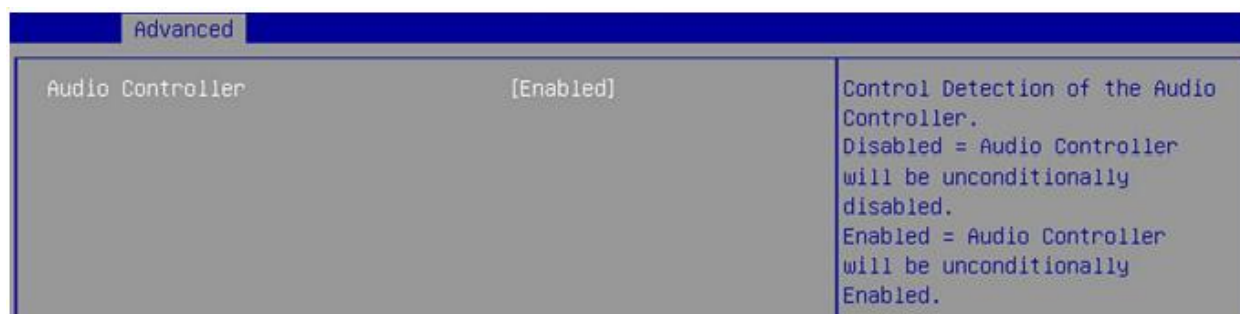 Advanced
Audio Controller [Enabled]
Control Detection of the Audio
Controller.
Disabled = Audio Controller
will be unconditionally
disabled.
Enabled = Audio Controller
will be unconditionally
Enabled.